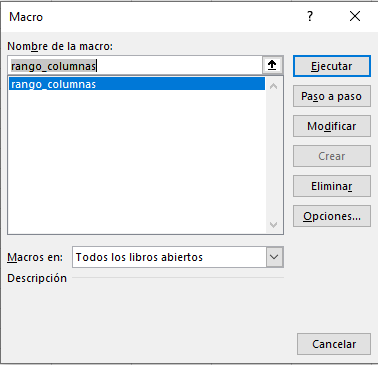 Macro
?
Nombre de la macro:
rango_columnas
rango_columnas
Ejecutar
Paso a paso
Modificar
Crear
Eliminar
Opciones...
Macros en:
Todos los libros abiertos
Descripción
Cancelar